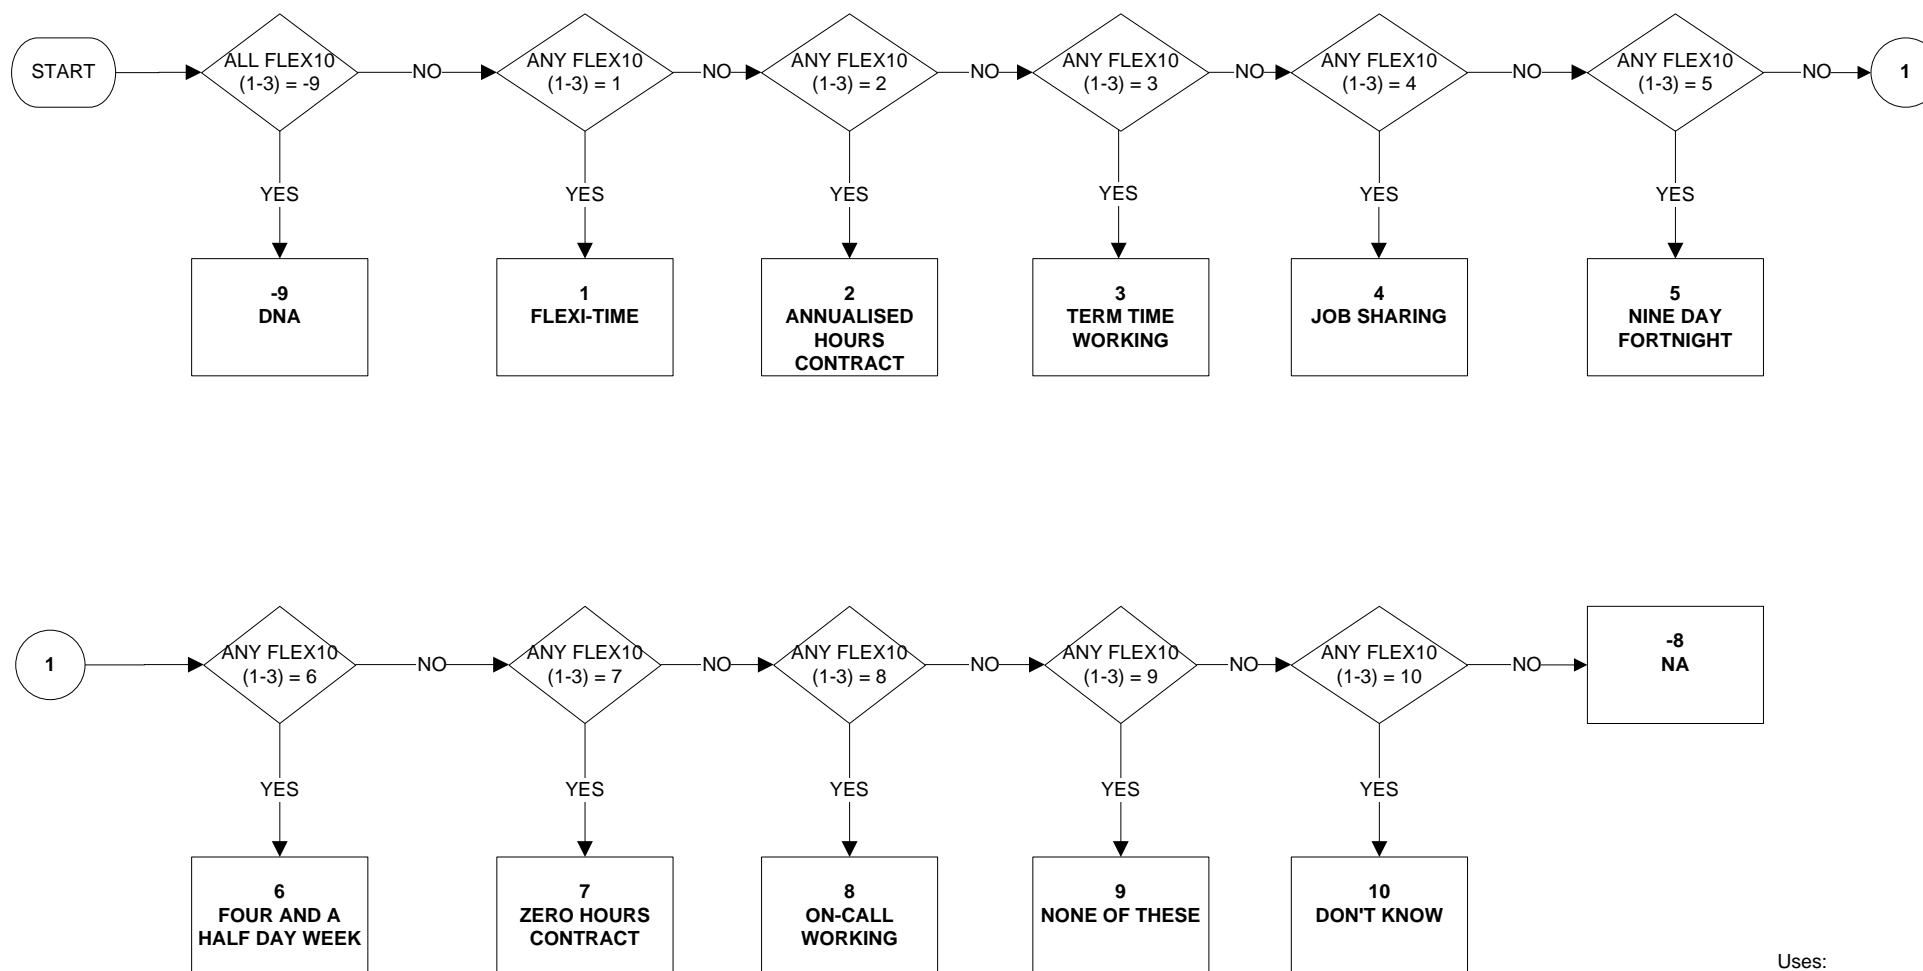 START
ALL FLEX10
(1-3) = -9
NO
ANY FLEX10
(1-3) = 1
NO
ANY FLEX10
(1-3) = 2
NO
ANY FLEX10
(1-3) = 3
NO
ANY FLEX10
(1-3) = 4
NO
ANY FLEX10
(1-3) = 5
NO
1
YES
YES
YES
YES
YES
YES
-9
DNA
1
FLEXI-TIME
2
ANNUALISED
HOURS
CONTRACT
3
TERM TIME
WORKING
4
JOB SHARING
5
NINE DAY
FORTNIGHT
1
ANY FLEX10
(1-3) = 6
NO
ANY FLEX10
(1-3) = 7
NO
ANY FLEX10
(1-3) = 8
NO
ANY FLEX10
(1-3) = 9
NO
ANY FLEX10
(1-3) = 10
NO
-8
NA
YES
YES
YES
YES
YES
6
FOUR AND A
HALF DAY WEEK
7
ZERO HOURS
CONTRACT
8
ON-CALL
WORKING
9
NONE OF THESE
10
DON'T KNOW
Uses: